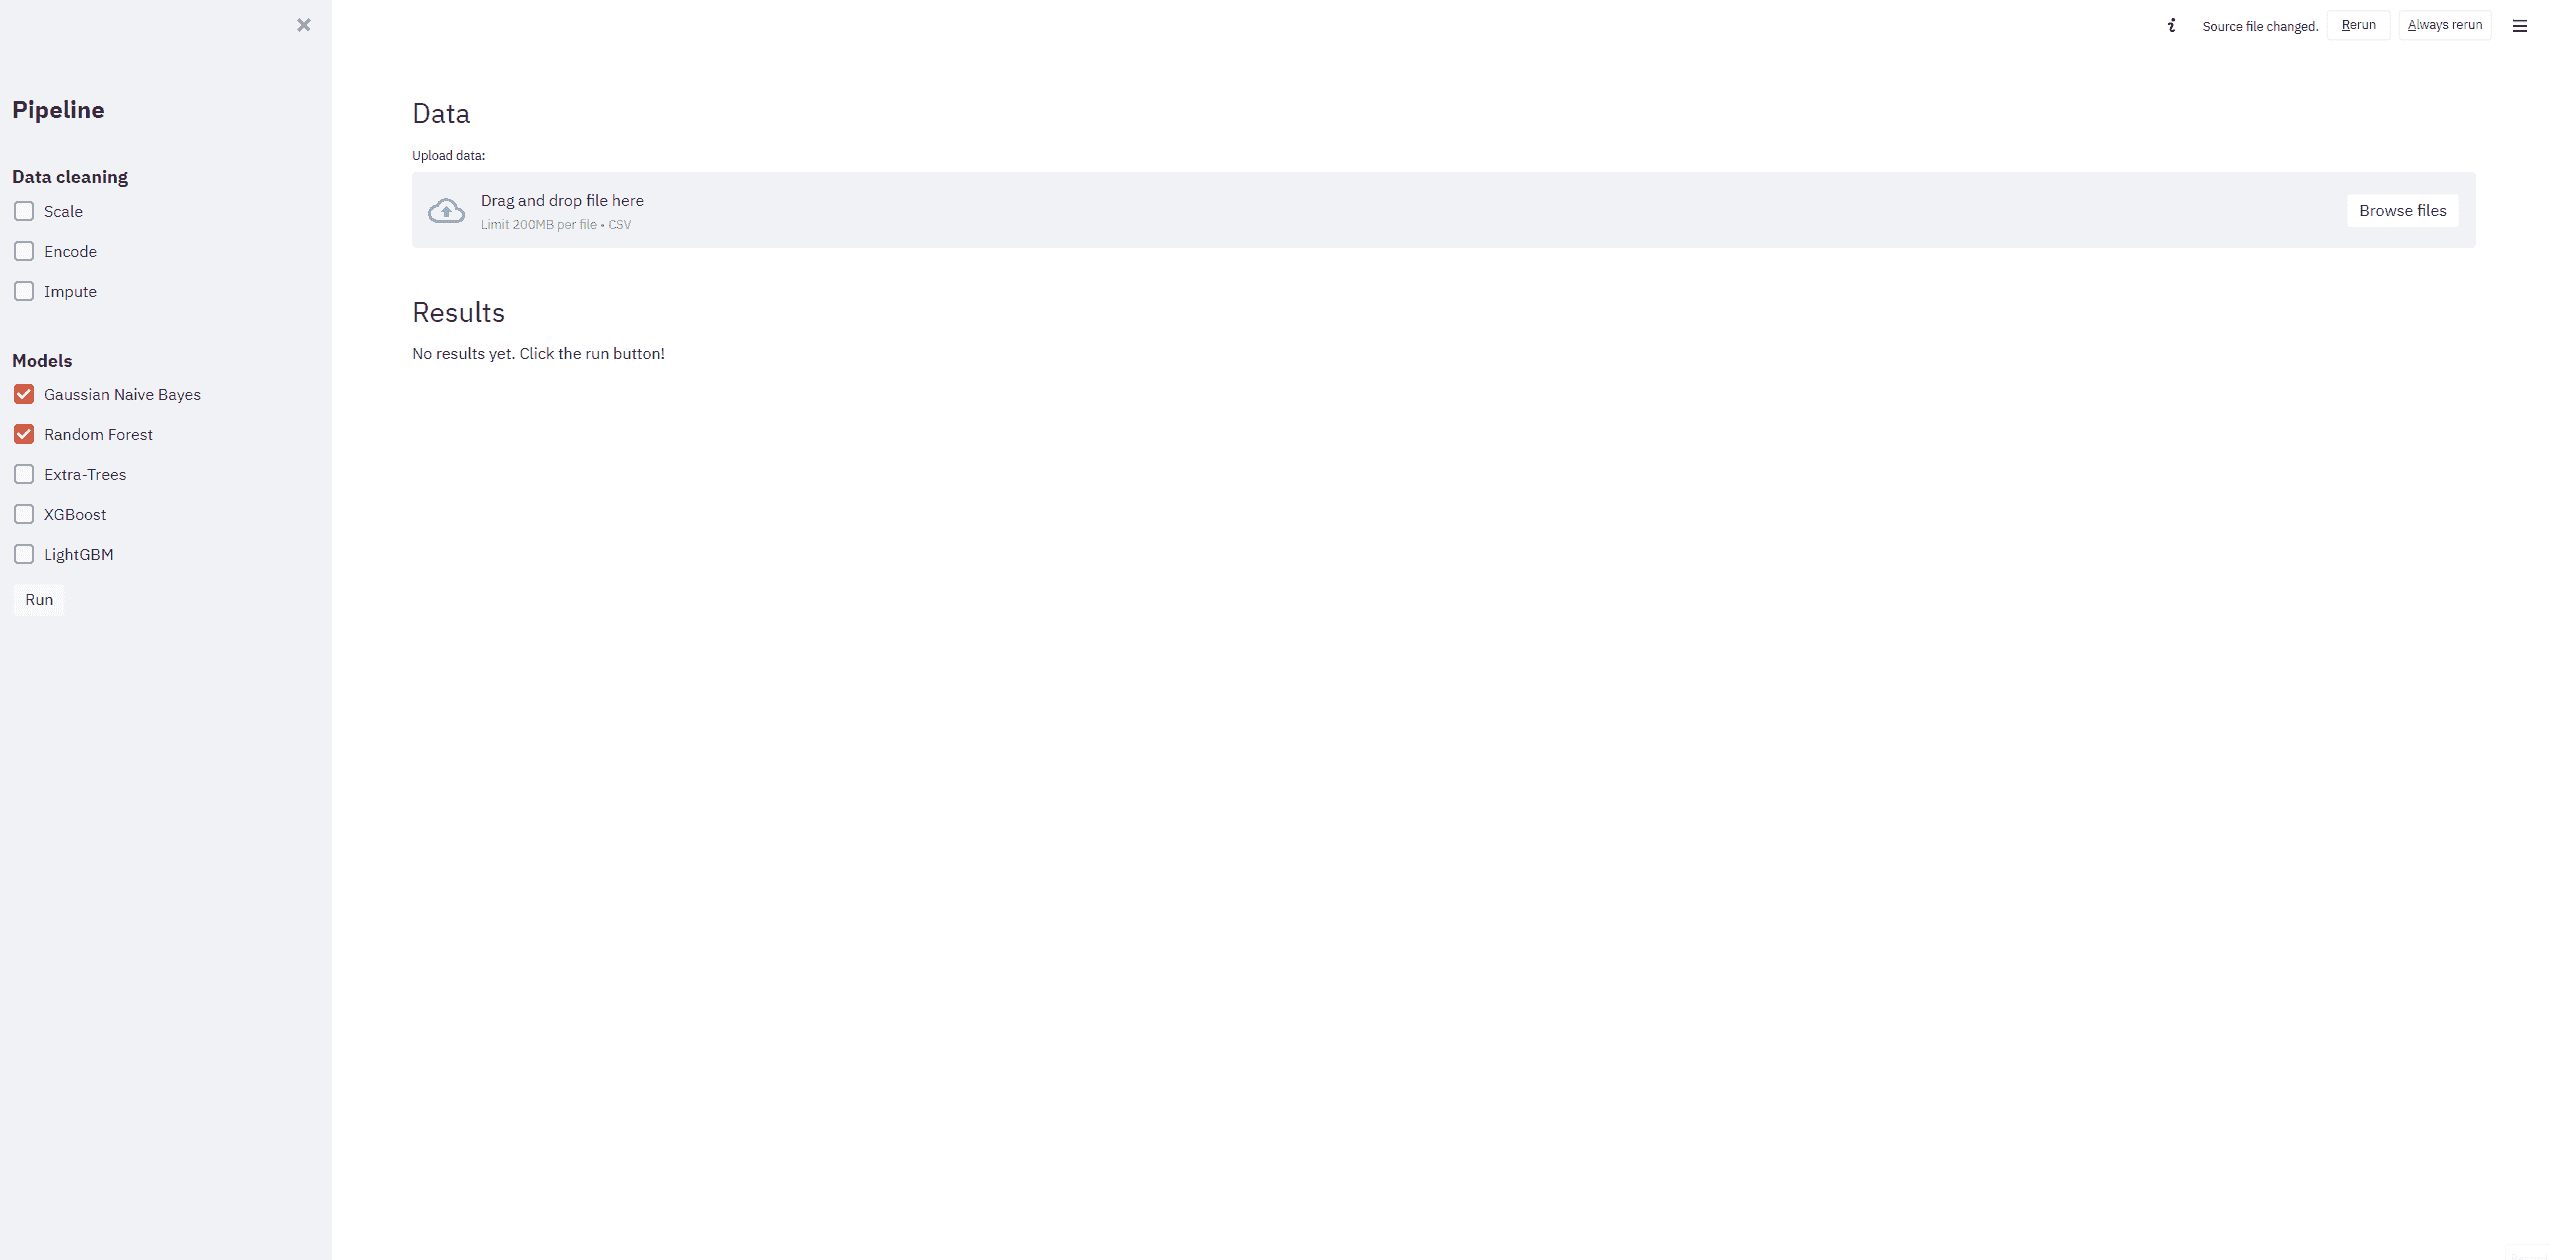 Source file changed.
Rerun
Always rerun
Pipeline
Data cleaning
Scale
Encode
Impute
Models
Gaussian Naive Bayes
Random Forest
Extra-Trees
XGBoost
LightGBM
Run
Data
Upload data:
Drag and drop file here
Limit 200MB per file • CSV
Browse files
Results
No results yet. Click the run button!